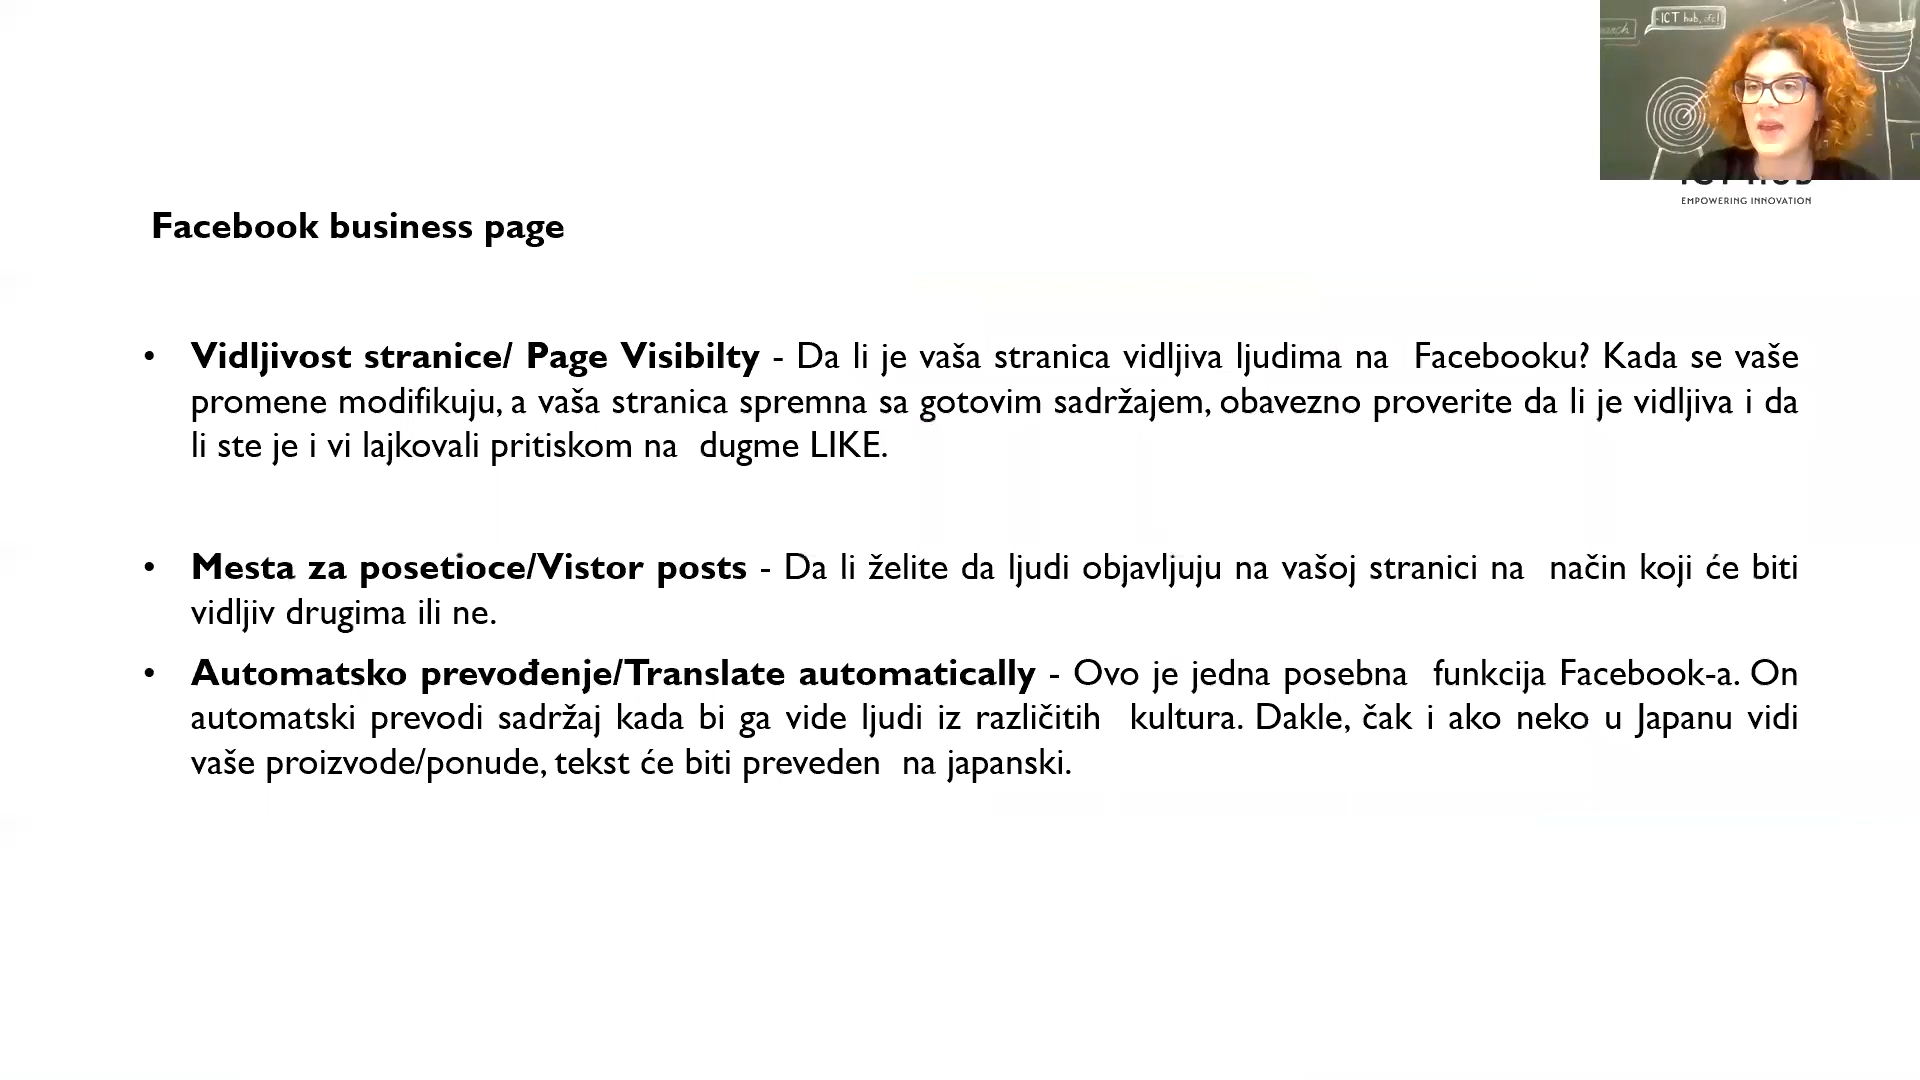 ICT hub, ofc!
EMPOWERING INNOVATION
Facebook business page
• Vidljivost stranice/ Page Visibilty - Da li je vaša stranica vidljiva ljudima na Facebooku? Kada se vaše
promene modifikuju, a vaša stranica spremna sa gotovim sadržajem, obavezno proverite da li je vidljiva i da
li ste je i vi lajkovali pritiskom na dugme LIKE.
• Mesta za posetioce/Vistor posts - Da li želite da ljudi objavljuju na vašoj stranici na način koji će biti
vidljiv drugima ili ne.
• Automatsko prevođenje/Translate automatically - Ovo je jedna posebna funkcija Facebook-a. On
automatski prevodi sadržaj kada bi ga vide ljudi iz različitih kultura. Dakle, čak i ako neko u Japanu vidi
vaše proizvode/ponude, tekst će biti preveden na japanski.